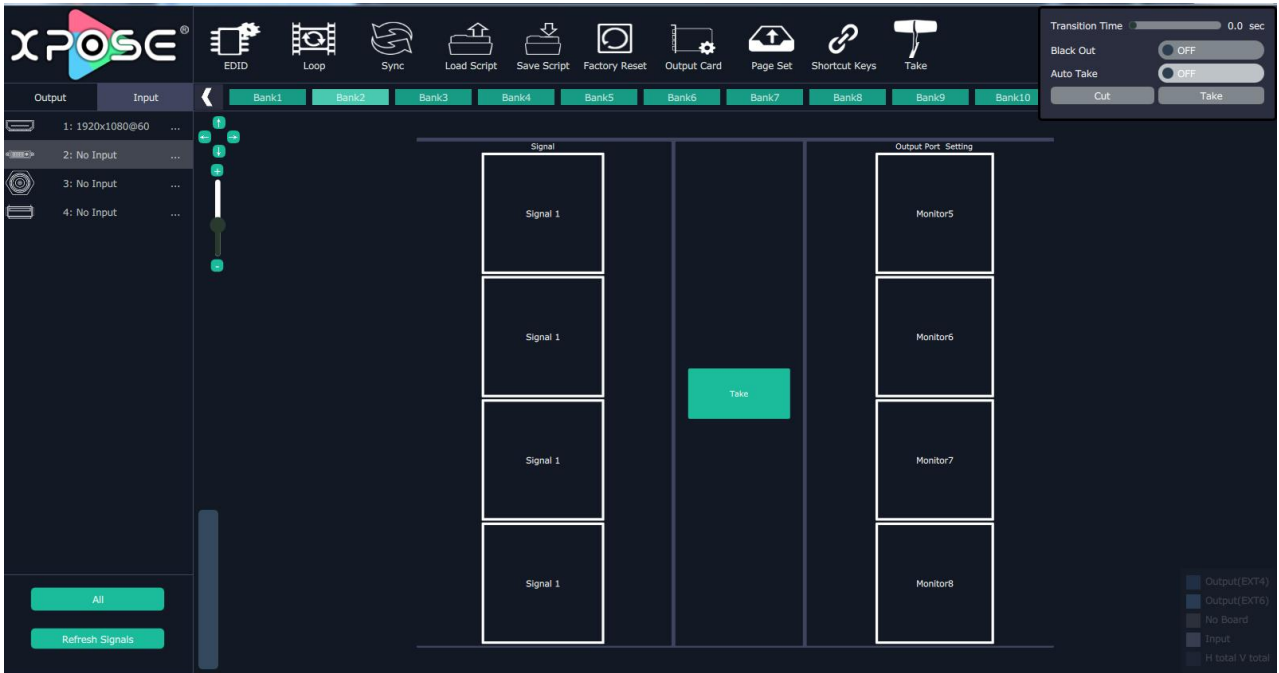 XPOSE®
EDID
Loop
Sync
Load Script
Save Script
Factory Reset
Output Card
Page Set
Shortcut Keys
Take
Transition Time 0.0 sec
Black Out OFF
Auto Take OFF
Cut Take
Output Input
Bank1 Bank2 Bank3 Bank4 Bank5 Bank6 Bank7 Bank8 Bank9 Bank10
1: 1920x1080@60 ...
2: No Input ...
3: No Input ...
4: No Input ...
Signal
Output Port Setting
Signal 1
Monitor5
Signal 1
Monitor6
Take
Signal 1
Monitor7
Signal 1
Monitor8
All
Refresh Signals
Output(EXT4)
Output(EXT6)
No Board
Input
H total V total